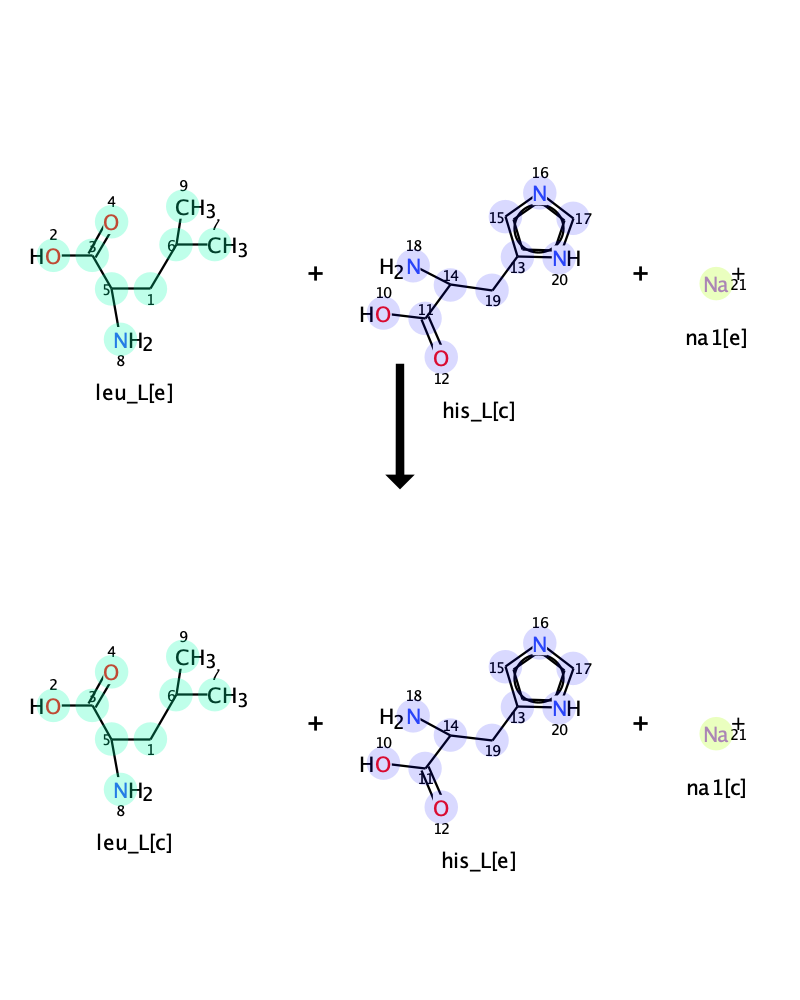 9
4 CH3 7
2 O 6 CH3
HO 3
5 1
NH2
8
leu_L[e]
+
16
N
15 17
18 13 NH
H2N 14 20
10 19
HO 11
O
12
his_L[c]
+
Na+
21
na1[e]
9
4 CH3 7
2 O 6 CH3
HO 3
5 1
NH2
8
leu_L[c]
+
16
N
15 17
18 13 NH
H2N 14 20
10 19
HO 11
O
12
his_L[e]
+
Na+
21
na1[c]